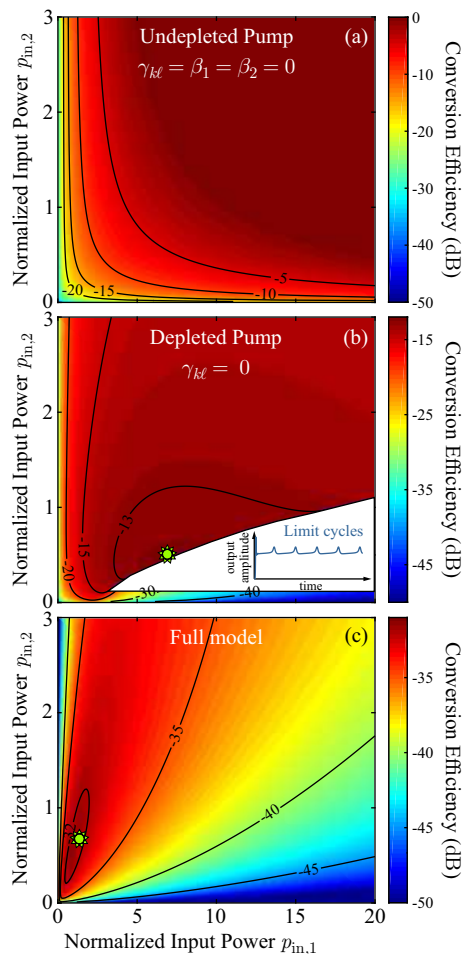 Undepleted Pump (a)
γkℓ = β1 = β2 = 0
Normalized Input Power pin,2
3
2
1
0
-20
-15
-10
-5
0
-10
-20
-30
-40
-50
Conversion Efficiency (dB)
Depleted Pump (b)
γkℓ = 0
Normalized Input Power pin,2
3
2
1
0
-20
-15
-13
-30
-40
Limit cycles
output
amplitude
time
-15
-20
-25
-30
-35
-40
-45
Conversion Efficiency (dB)
Full model (c)
Normalized Input Power pin,2
3
2
1
0
-32
-35
-40
-45
0 5 10 15 20
Normalized Input Power pin,1
-35
-40
-45
-50
Conversion Efficiency (dB)